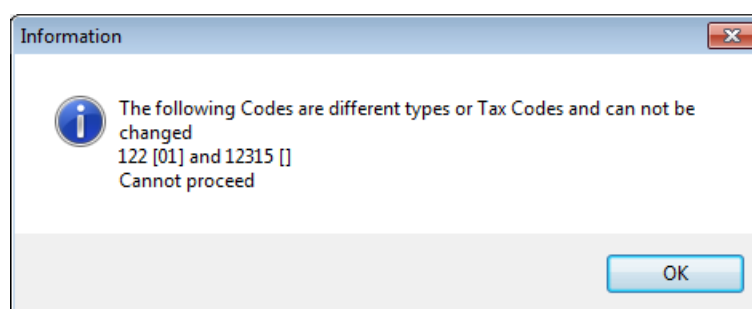 Information
The following Codes are different types or Tax Codes and can not be
changed
122 [01] and 12315 []
Cannot proceed
OK